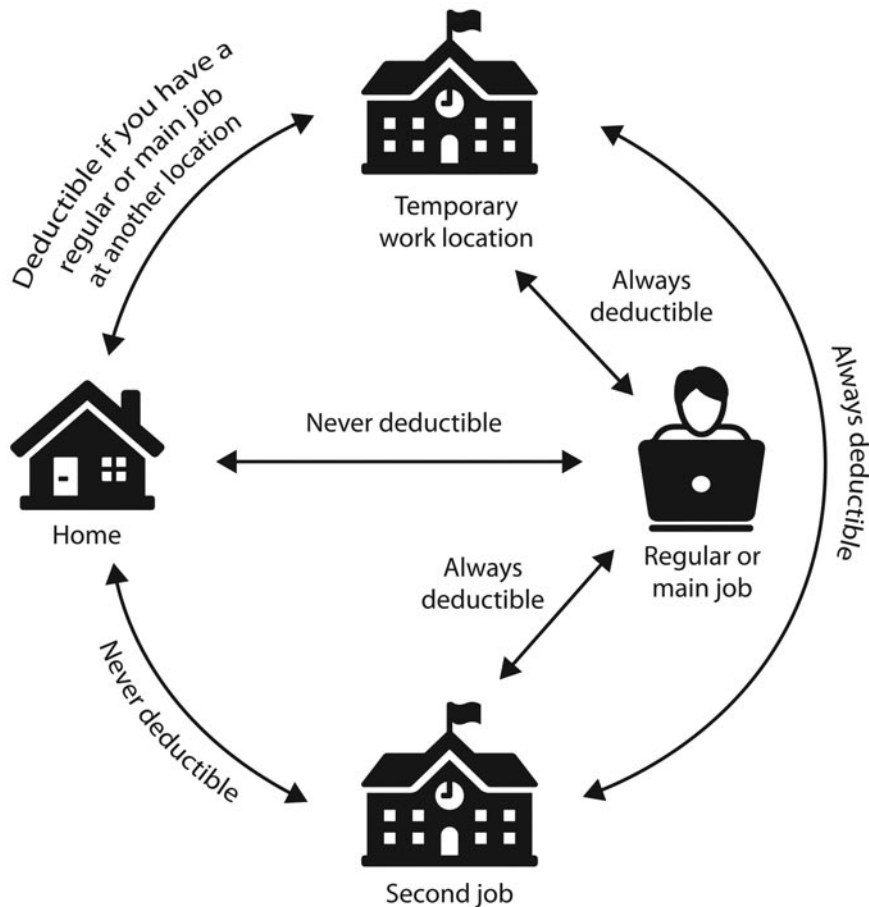 Deductible if you have a
regular or main job
at another location
Temporary
work location
Always
deductible
Always deductible
Never deductible
Home
Regular or
main job
Always
deductible
Never deductible
Second job